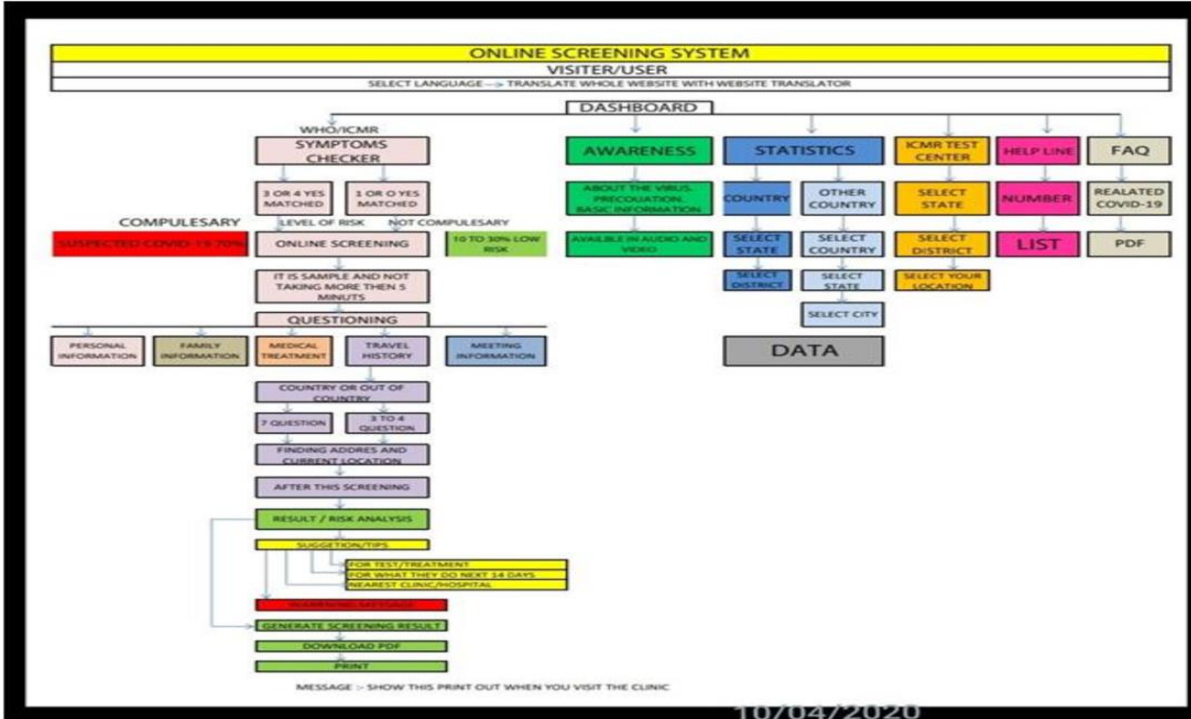 ONLINE SCREENING SYSTEM
VISITER/USER
SELECT LANGUAGE --> TRANSLATE WHOLE WEBSITE WITH WEBSITE TRANSLATOR
DASHBOARD
WHO/ICMR
SYMPTOMS
CHECKER
AWARENESS
STATISTICS
ICMR TEST
CENTER
HELP LINE
FAQ
3 OR 4 YES
MATCHED
1 OR 0 YES
MATCHED
ABOUT THE VIRUS.
PRECOUATION.
BASIC INFORMATION
COUNTRY
OTHER
COUNTRY
SELECT
STATE
NUMBER
REALATED
COVID-19
COMPULESARY
LEVEL OF RISK
NOT COMPULESARY
SUSPECTED COVID-19 70%
ONLINE SCREENING
10 TO 30% LOW
RISK
AVAILBLE IN AUDIO AND
VIDEO
SELECT
STATE
SELECT
COUNTRY
SELECT
DISTRICT
LIST
PDF
IT IS SAMPLE AND NOT
TAKING MORE THEN 5
MINUTS
SELECT
DISTRICT
SELECT
STATE
SELECT YOUR
LOCATION
QUESTIONING
SELECT CITY
PERSONAL
INFORMATION
FAMILY
INFORMATION
MEDICAL
TREATMENT
TRAVEL
HISTORY
MEETING
INFORMATION
DATA
COUNTRY OR OUT OF
COUNTRY
7 QUESTION
3 TO 4
QUESTION
FINDING ADDRES AND
CURRENT LOCATION
AFTER THIS SCREENING
RESULT / RISK ANALYSIS
SUGGETION/TIPS
FOR TEST/TREATMENT
FOR WHAT THEY DO NEXT 14 DAYS
NEAREST CLINIC/HOSPITAL
WARNING MESSAGE
GENERATE SCREENING RESULT
DOWNLOAD PDF
PRINT
MESSAGE :- SHOW THIS PRINT OUT WHEN YOU VISIT THE CLINIC
10/04/2020